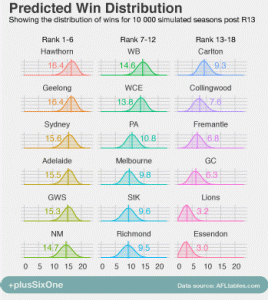 Predicted Win Distribution
Showing the distribution of wins for 10 000 simulated seasons post R13
Rank 1-6 Rank 7-12 Rank 13-18
Hawthorn WB Carlton
16.4 14.6 9.3
Geelong WCE Collingwood
16.4 13.8 7.6
Sydney PA Fremantle
15.6 10.8 6.8
Adelaide Melbourne GC
15.5 9.8 6.3
GWS StK Lions
15.3 9.6 3.2
NM Richmond Essendon
14.7 9.5 3.0
0 5 10 15 20 0 5 10 15 20 0 5 10 15 20
+plusSixOne Data source: AFLtables.com